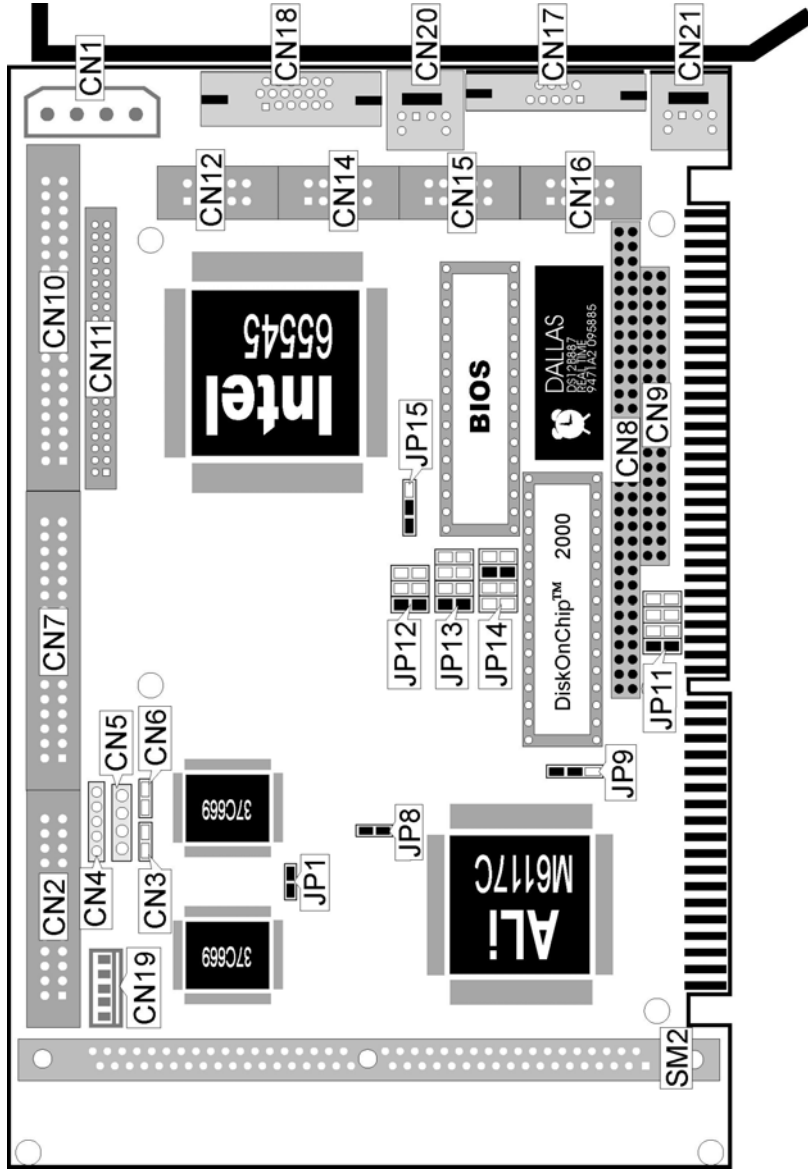 CN1
CN18
CN20
CN17
CN21
CN12
CN14
CN15
CN16
CN10
CN11
Intel
65545
JP15
BIOS
DALLAS
DS12B887
REAL TIME
9471A2 095885
CN8
CN9
CN7
JP12
JP13
JP14
DiskOnChip™ 2000
JP11
CN5
CN6
CN4
CN3
37C669
JP8
JP9
CN2
JP1
ALi
M6117C
CN19
37C669
SM2